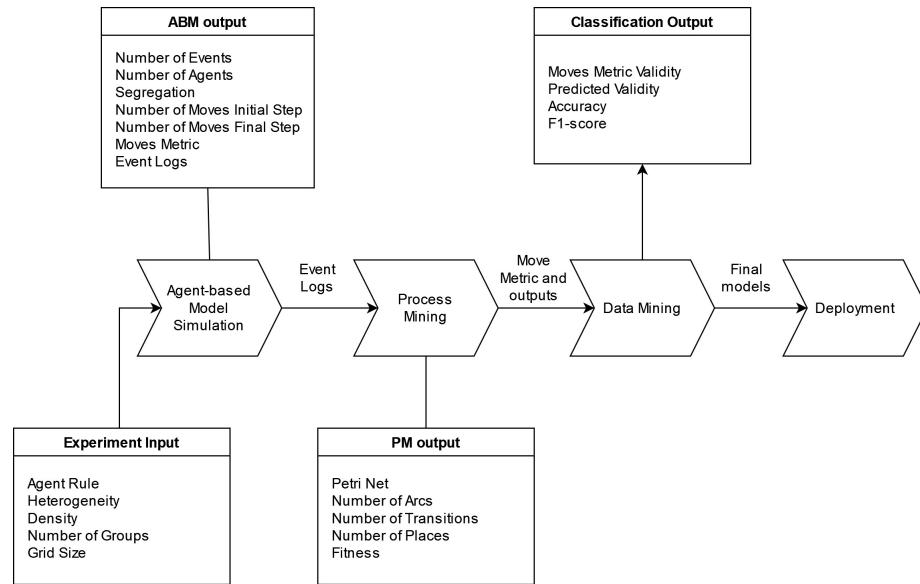 ABM output
Number of Events
Number of Agents
Segregation
Number of Moves Initial Step
Number of Moves Final Step
Moves Metric
Event Logs
Classification Output
Moves Metric Validity
Predicted Validity
Accuracy
F1-score
Agent-based
Model
Simulation
Event
Logs
Process
Mining
Move
Metric and
outputs
Data Mining
Final
models
Deployment
Experiment Input
Agent Rule
Heterogeneity
Density
Number of Groups
Grid Size
PM output
Petri Net
Number of Arcs
Number of Transitions
Number of Places
Fitness